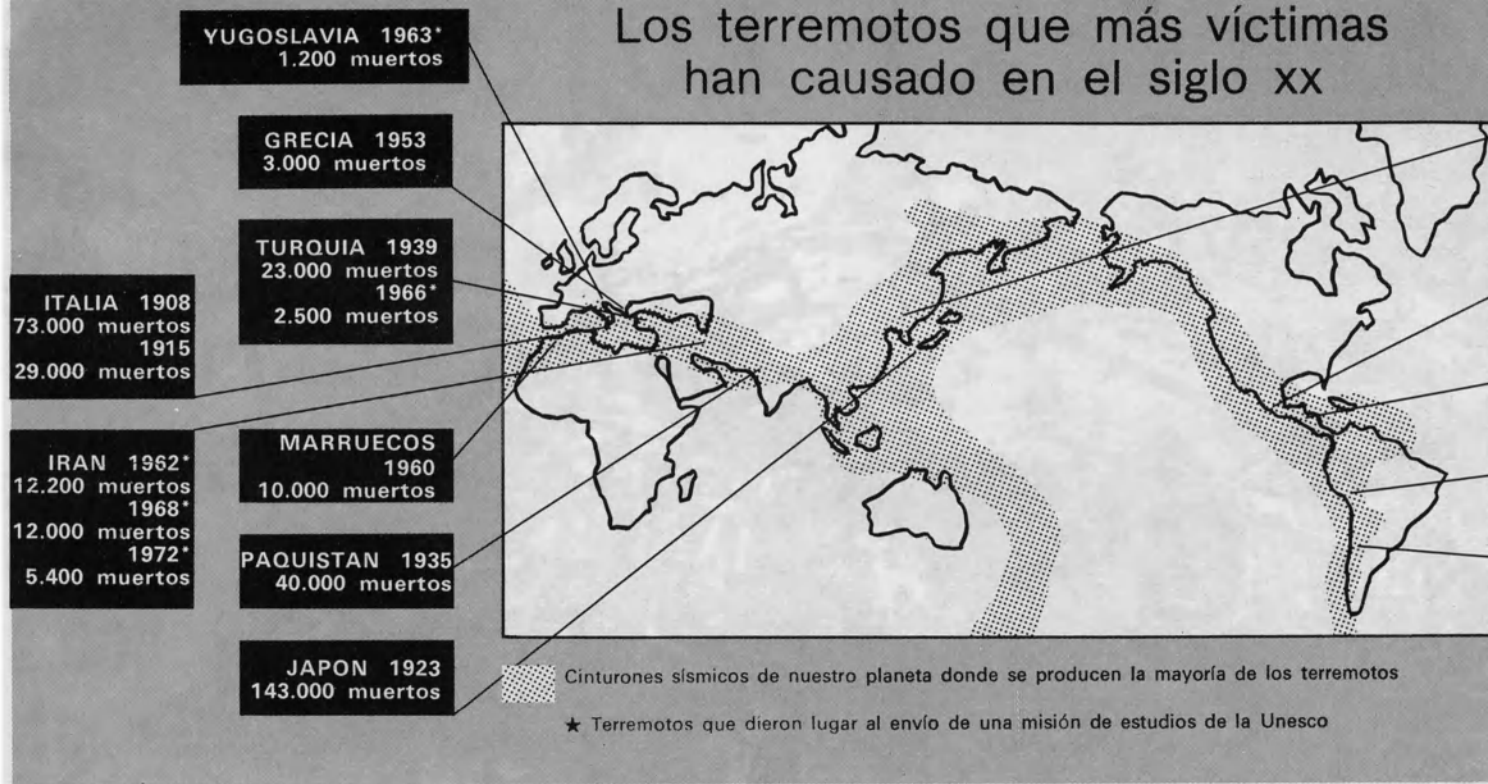 Los terremotos que más víctimas
han causado en el siglo XX
YUGOSLAVIA 1963*
1.200 muertos
GRECIA 1953
3.000 muertos
TURQUIA 1939
23.000 muertos
1966*
2.500 muertos
ITALIA 1908
73.000 muertos
1915
29.000 muertos
IRAN 1962*
12.200 muertos
1968*
12.000 muertos
1972*
5.400 muertos
MARRUECOS
1960
10.000 muertos
PAQUISTAN 1935
40.000 muertos
JAPON 1923
143.000 muertos
Cinturones sísmicos de nuestro planeta donde se producen la mayoría de los terremotos
★ Terremotos que dieron lugar al envío de una misión de estudios de la Unesco